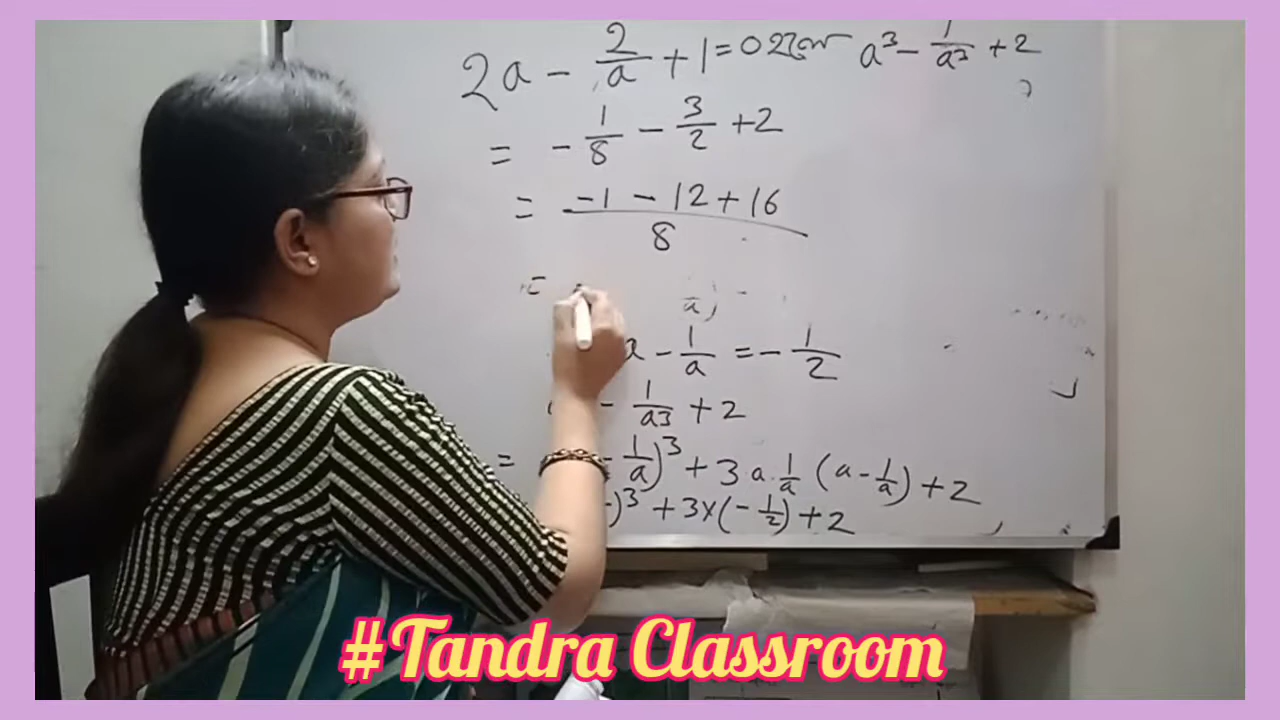 2a - 2/a + 1 = 0 হলে a³ - 1/a³ + 2
?
= - 1/8 - 3/2 + 2
= (-1 - 12 + 16)/8
=
a - 1/a = - 1/2
- 1/a³ + 2
= - 1/a)³ + 3 a · 1/a (a - 1/a) + 2
)³ + 3 × (- 1/2) + 2
#Tandra Classroom